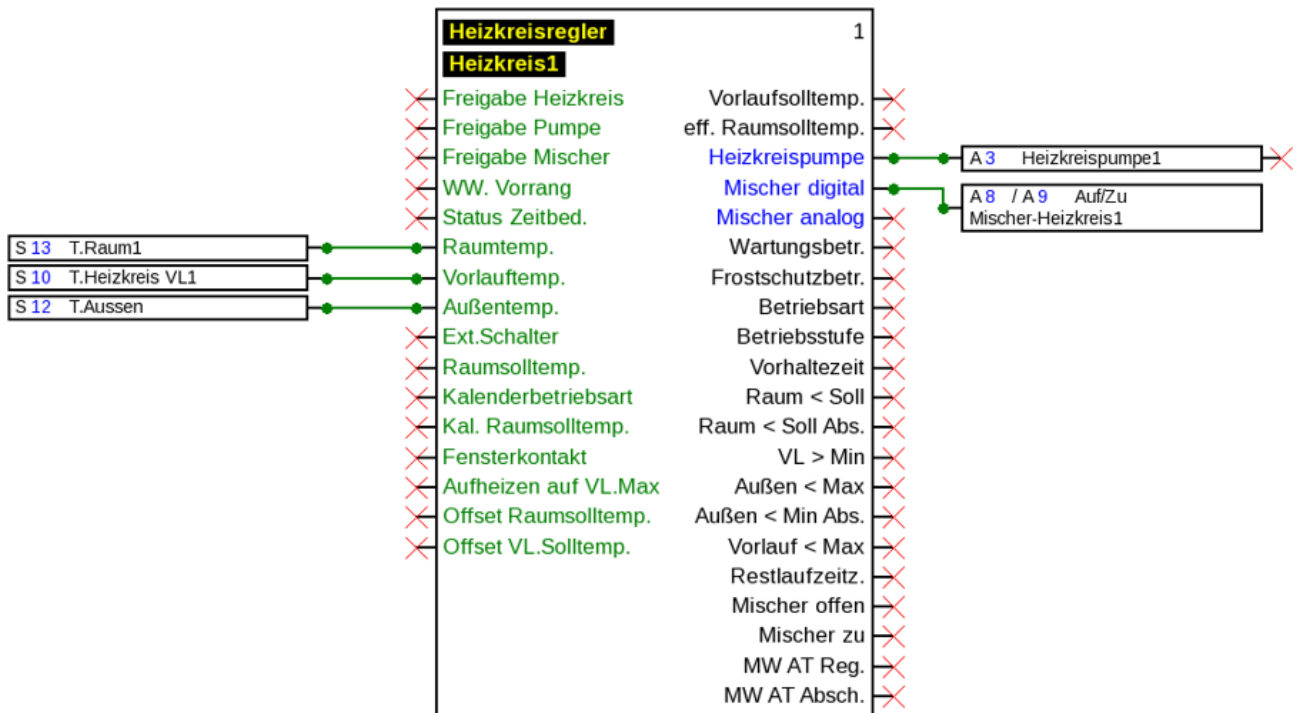 Heizkreisregler 1
Heizkreis1
Freigabe Heizkreis Vorlaufsolltemp.
Freigabe Pumpe eff. Raumsolltemp.
Freigabe Mischer Heizkreispumpe A 3 Heizkreispumpe1
WW. Vorrang Mischer digital A 8 / A 9 Auf/Zu
Status Zeitbed. Mischer analog Mischer-Heizkreis1
S 13 T.Raum1 Raumtemp. Wartungsbetr.
S 10 T.Heizkreis VL1 Vorlauftemp. Frostschutzbetr.
S 12 T.Aussen Außentemp. Betriebsart
Ext.Schalter Betriebsstufe
Raumsolltemp. Vorhaltezeit
Kalenderbetriebsart Raum < Soll
Kal. Raumsolltemp. Raum < Soll Abs.
Fensterkontakt VL > Min
Aufheizen auf VL.Max Außen < Max
Offset Raumsolltemp. Außen < Min Abs.
Offset VL.Solltemp. Vorlauf < Max
Restlaufzeitz.
Mischer offen
Mischer zu
MW AT Reg.
MW AT Absch.